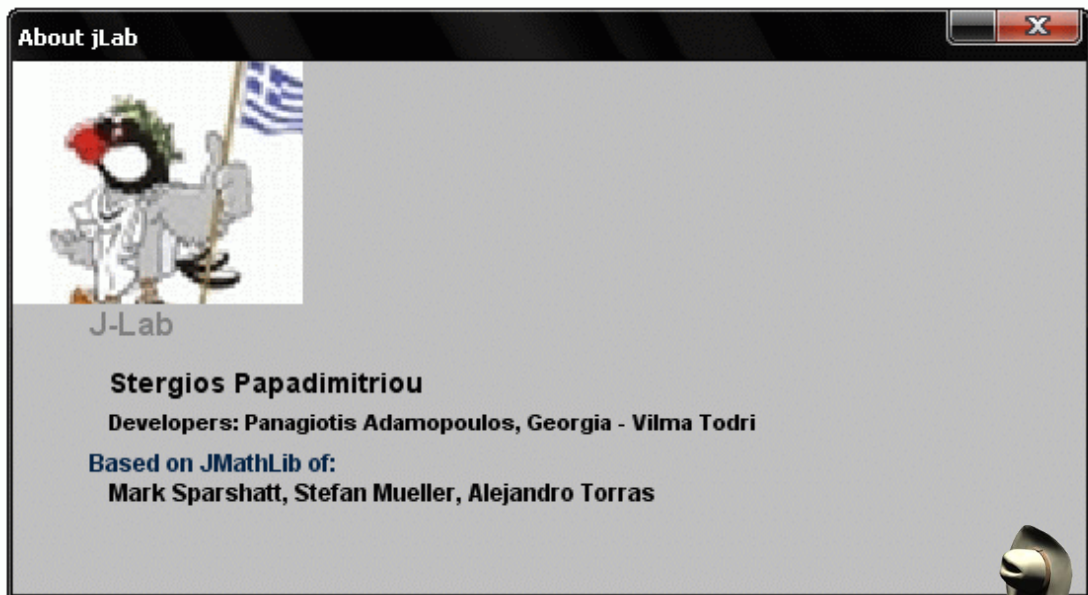 About jLab
J-Lab
Stergios Papadimitriou
Developers: Panagiotis Adamopoulos, Georgia - Vilma Todri
Based on JMathLib of:
Mark Sparshatt, Stefan Mueller, Alejandro Torras